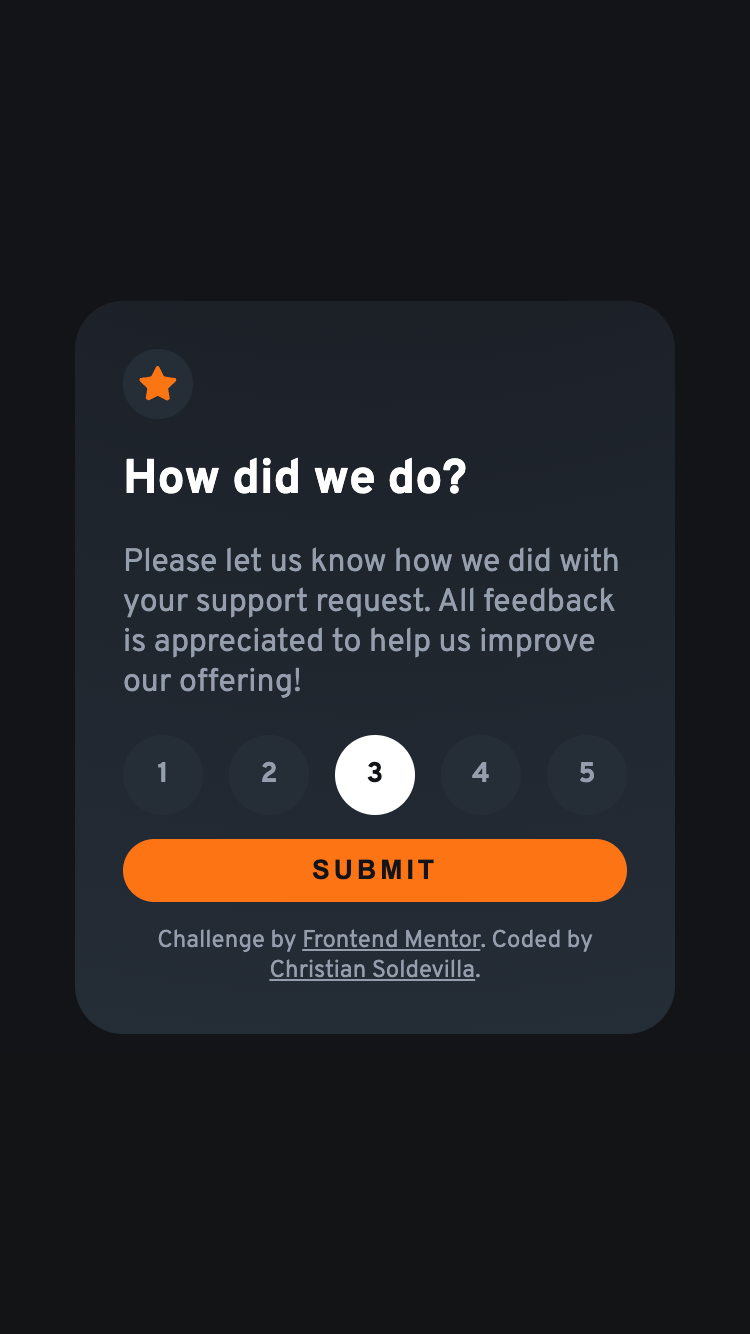 How did we do?
Please let us know how we did with
your support request. All feedback
is appreciated to help us improve
our offering!
1 2 3 4 5
SUBMIT
Challenge by Frontend Mentor. Coded by
Christian Soldevilla.